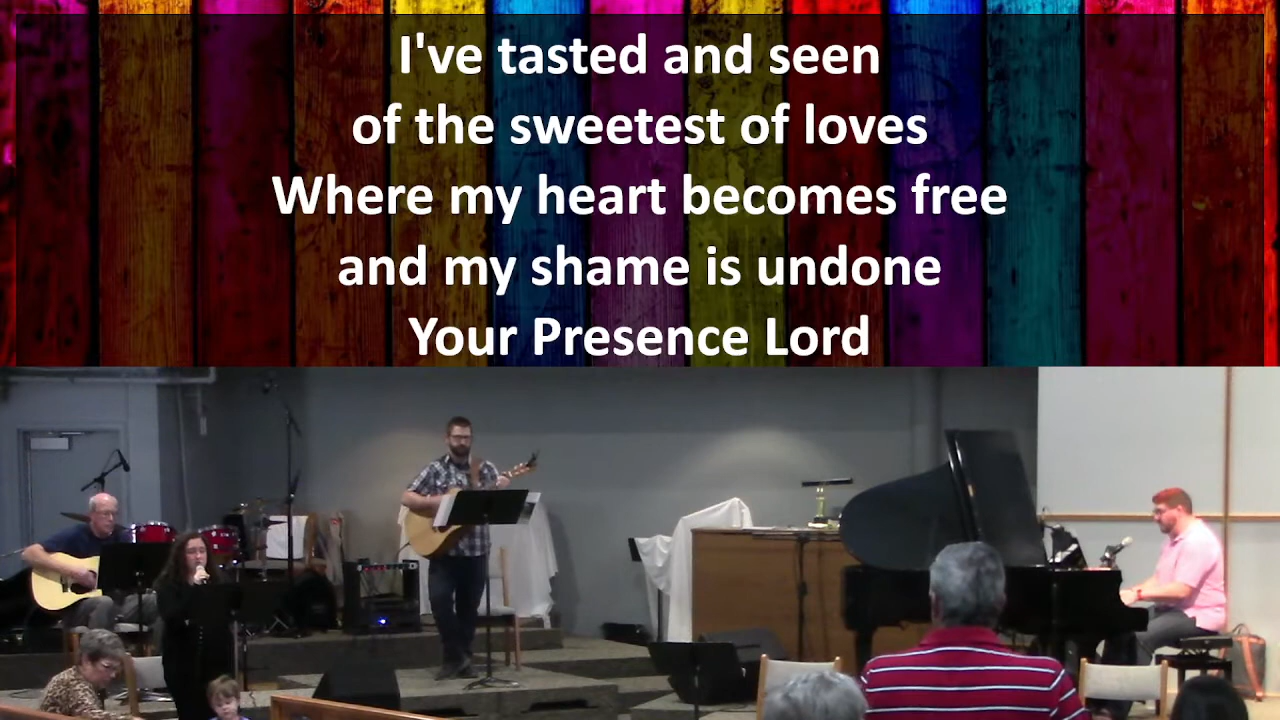 I've tasted and seen
of the sweetest of loves
Where my heart becomes free
and my shame is undone
Your Presence Lord